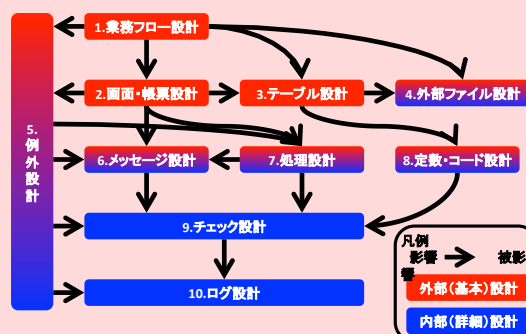 1.業務フロー設計
2.画面・帳票設計
3.テーブル設計
4.外部ファイル設計
5.
例
外
設
計
6.メッセージ設計
7.処理設計
8.定数・コード設計
9.チェック設計
10.ログ設計
凡例
影響
被影
響
外部(基本)設計
内部(詳細)設計